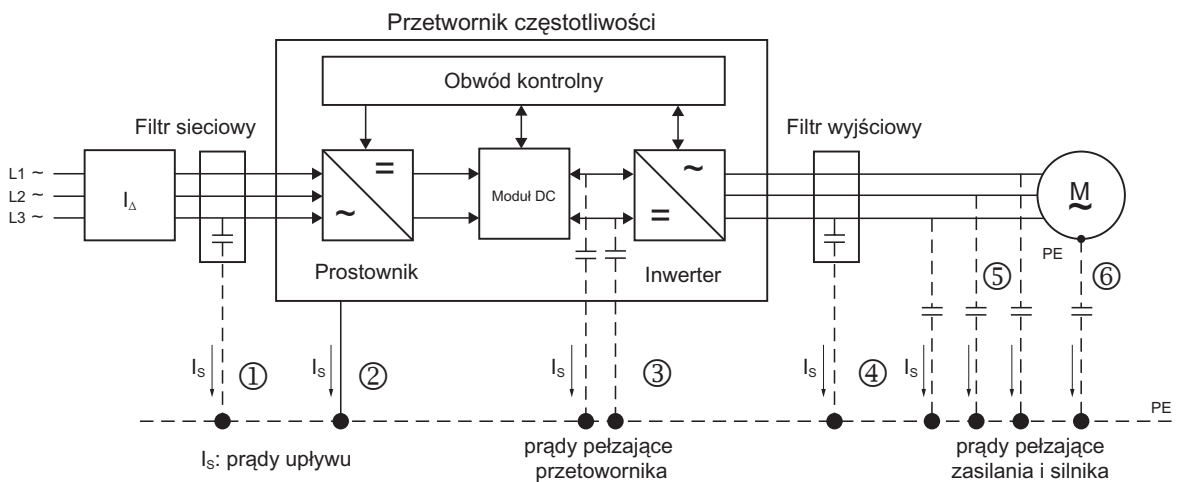 Przetwornik częstotliwości
Obwód kontrolny
Filtr sieciowy
Filtr wyjściowy
L1 ~
L2 ~
L3 ~
I∆
=
~
Moduł DC
~
=
M
~
Prostownik
Inwerter
PE
⑤
⑥
Is
①
Is
②
Is
③
Is
④
Is
PE
Is: prądy upływu
prądy pełzające
przetowornika
prądy pełzające
zasilania i silnika